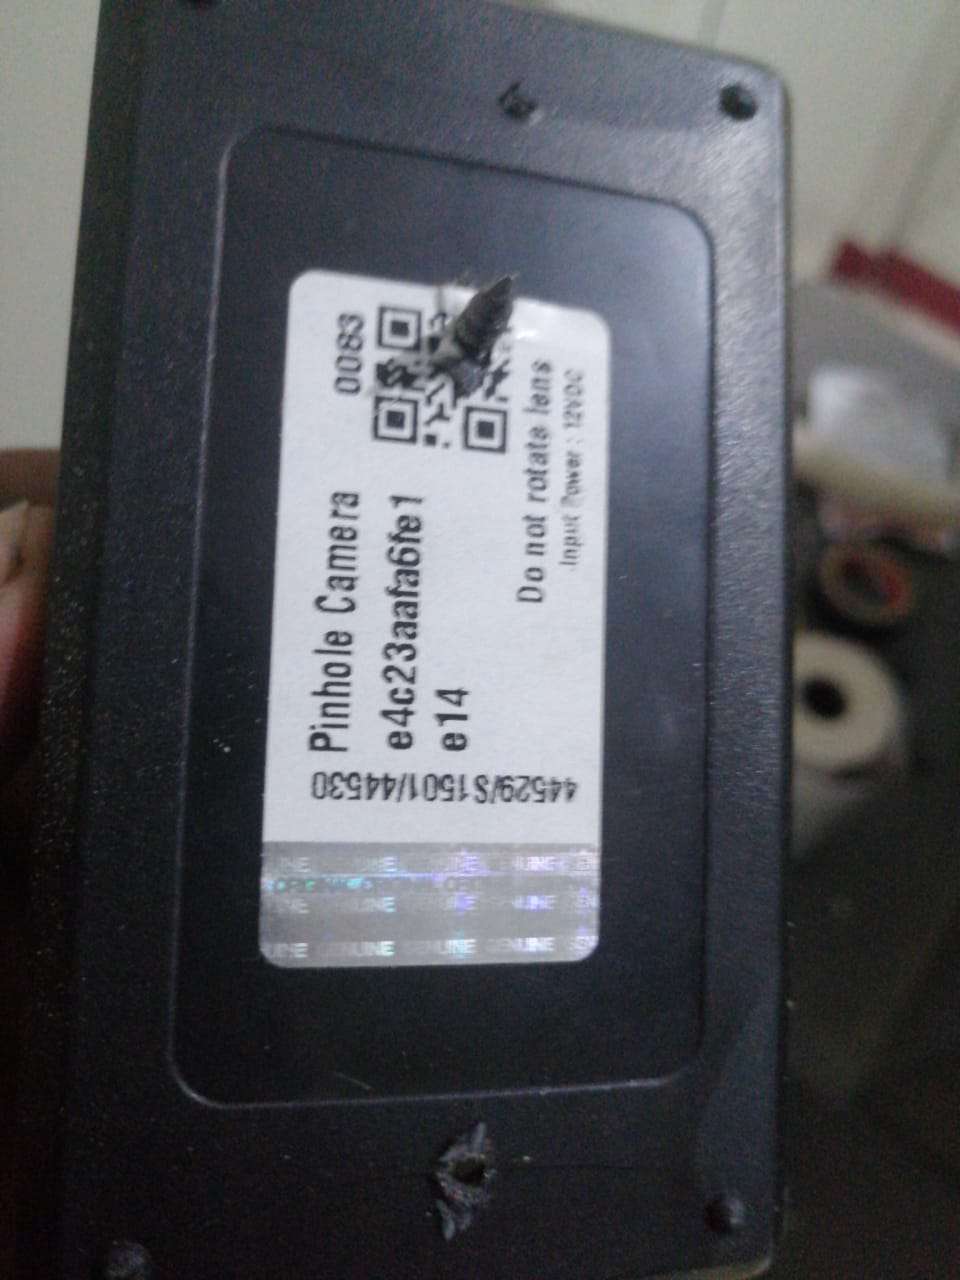 Pinhole Camera 0083
e4c23aafa6fe1
e14
Do not rotate lens
Input Power : 12VDC
44529/S1501/44530
GENUINE GENUINE GENUINE